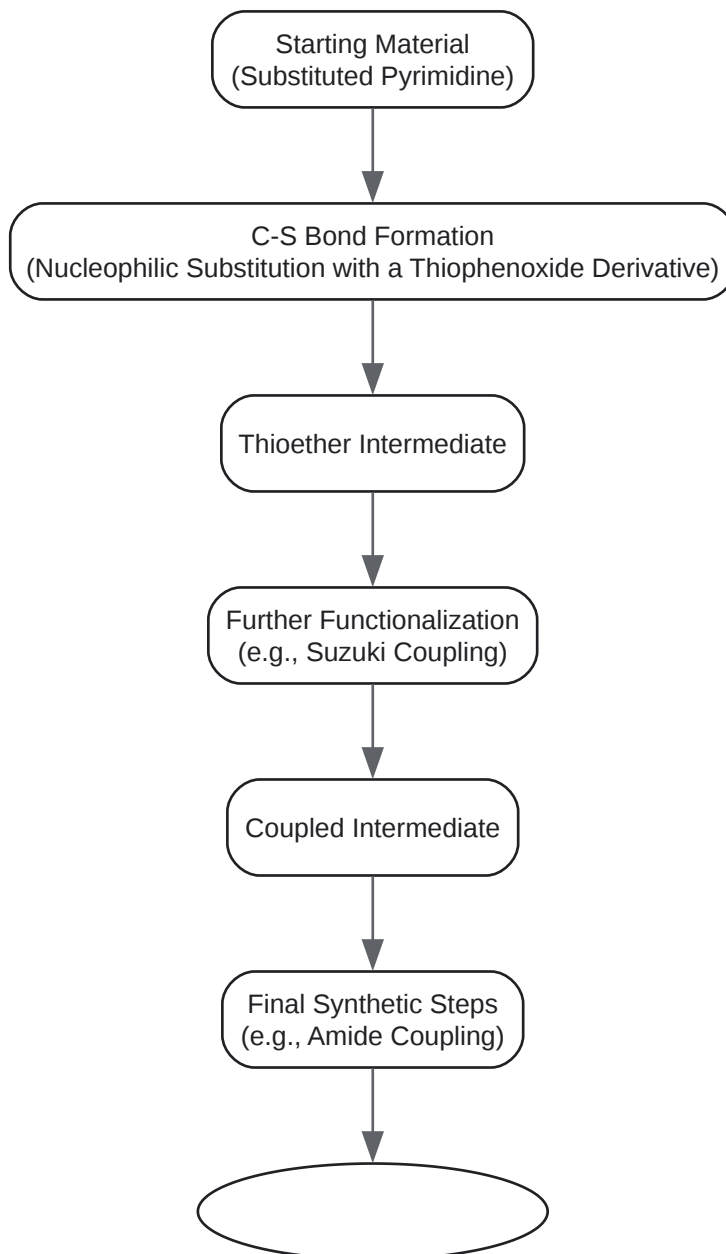 Starting Material
(Substituted Pyrimidine)
C-S Bond Formation
(Nucleophilic Substitution with a Thiophenoxide Derivative)
Thioether Intermediate
Further Functionalization
(e.g., Suzuki Coupling)
Coupled Intermediate
Final Synthetic Steps
(e.g., Amide Coupling)